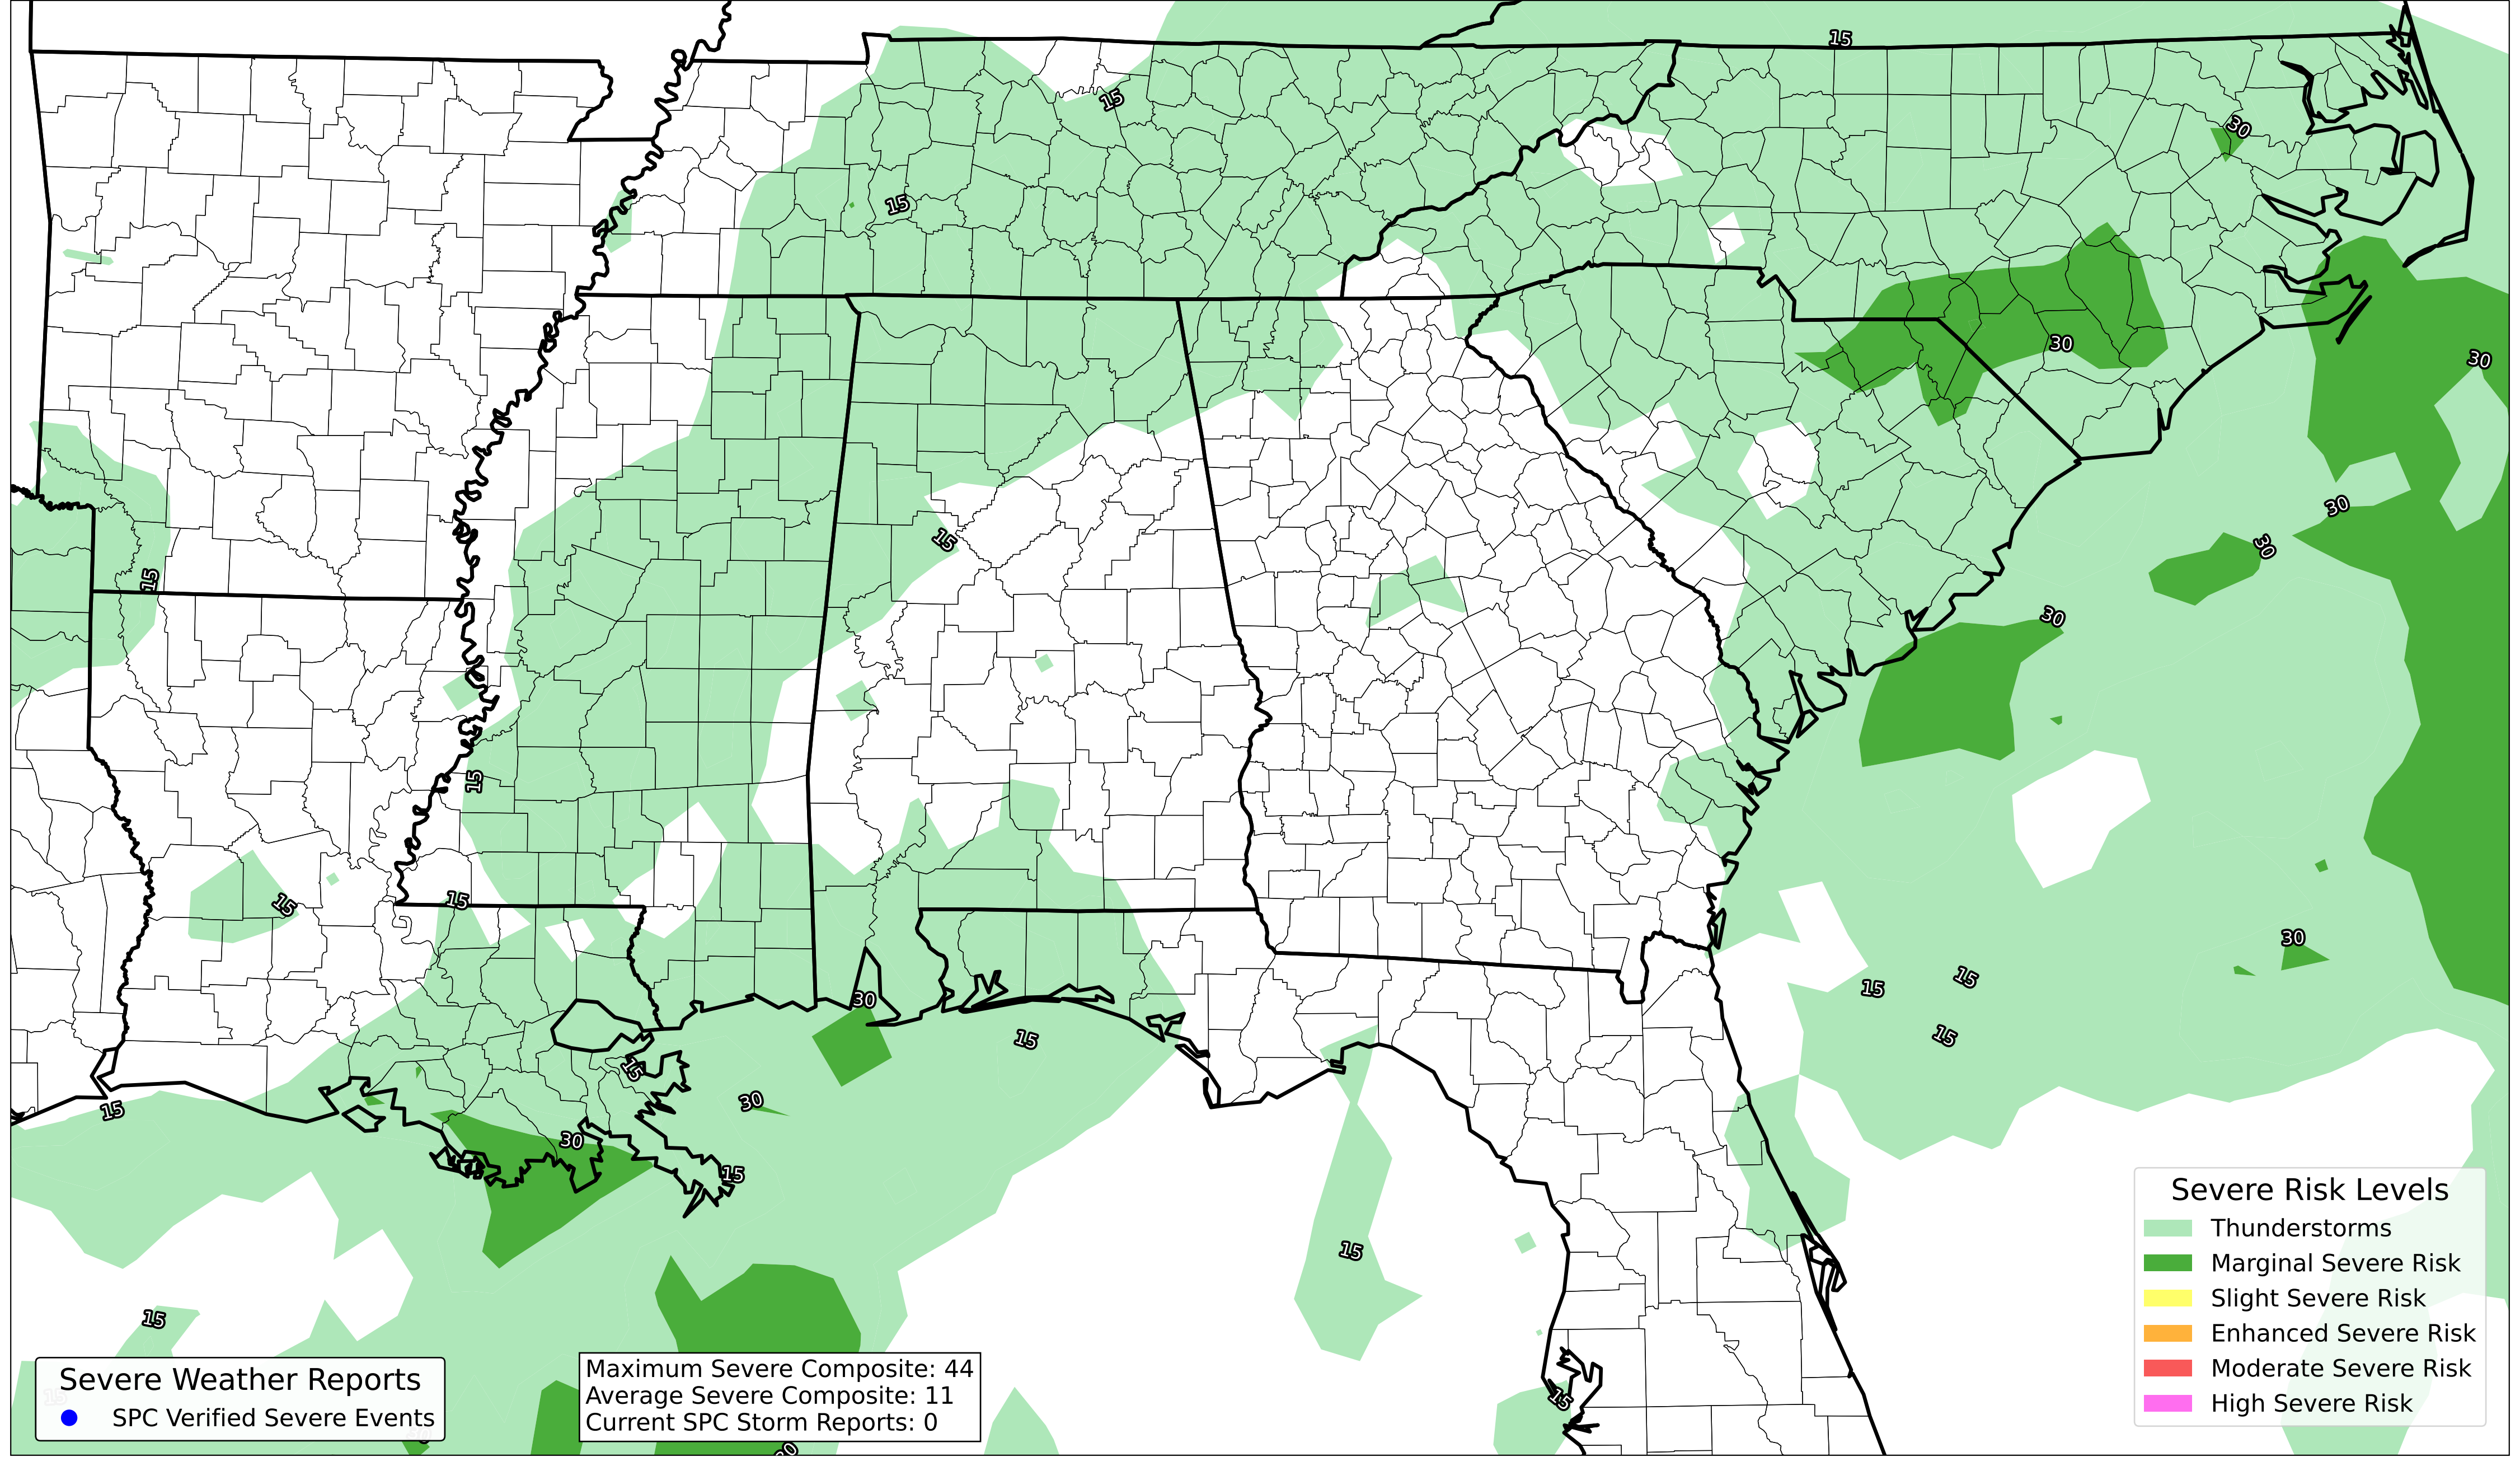 15
15
30
15
30
30
15
30
30
15
30
15
15
15
30
15
15
30
15
15
15
15
30
30
15
15
15
15
15
30
Severe Weather Reports
SPC Verified Severe Events
Maximum Severe Composite: 44
Average Severe Composite: 11
Current SPC Storm Reports: 0
Severe Risk Levels
Thunderstorms
Marginal Severe Risk
Slight Severe Risk
Enhanced Severe Risk
Moderate Severe Risk
High Severe Risk